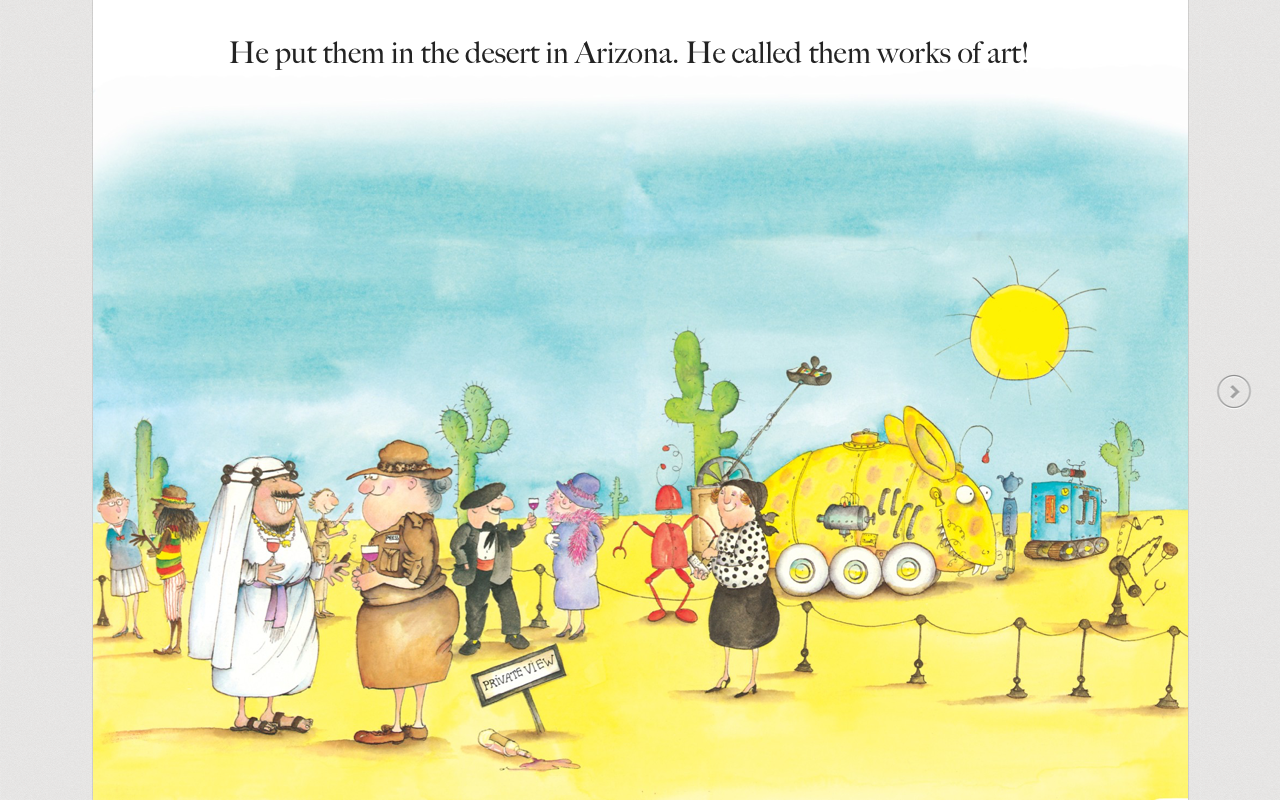 He put them in the desert in Arizona. He called them works of art!
PRIVATE VIEW